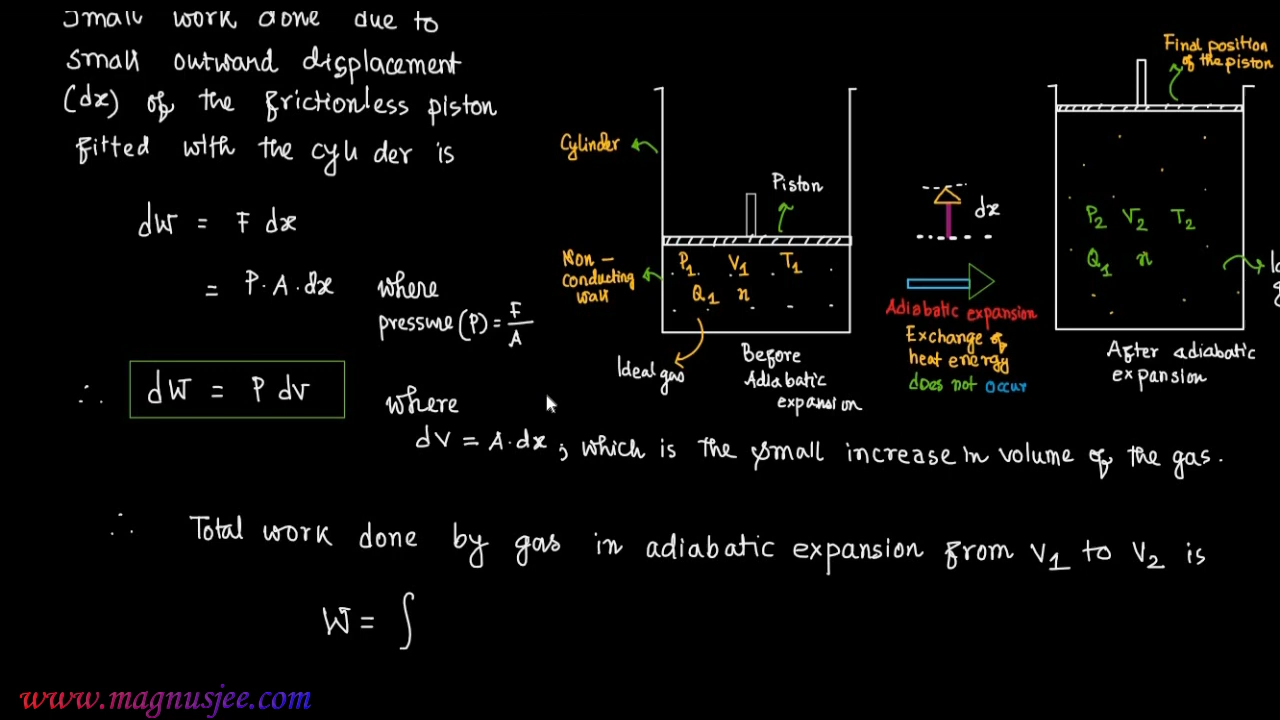 Small work done due to
small outward displacement
(dx) of the frictionless piston
fitted with the cylinder is
dW = F dx
= P·A·dx where
pressure (P) = F/A
∴ dW = P dv where
dv = A·dx, which is the small increase in volume of the gas.
∴ Total work done by gas in adiabatic expansion from V1 to V2 is
W = ∫
Cylinder
Piston
Non-
conducting
wall
P1 V1 T1
Q1 n
Ideal gas
Before
Adiabatic
expansion
dx
Adiabatic expansion
Exchange of
heat energy
does not occur
Final position
of the piston
P2 V2 T2
Q1 n
After adiabatic
expansion
www.magnusjee.com